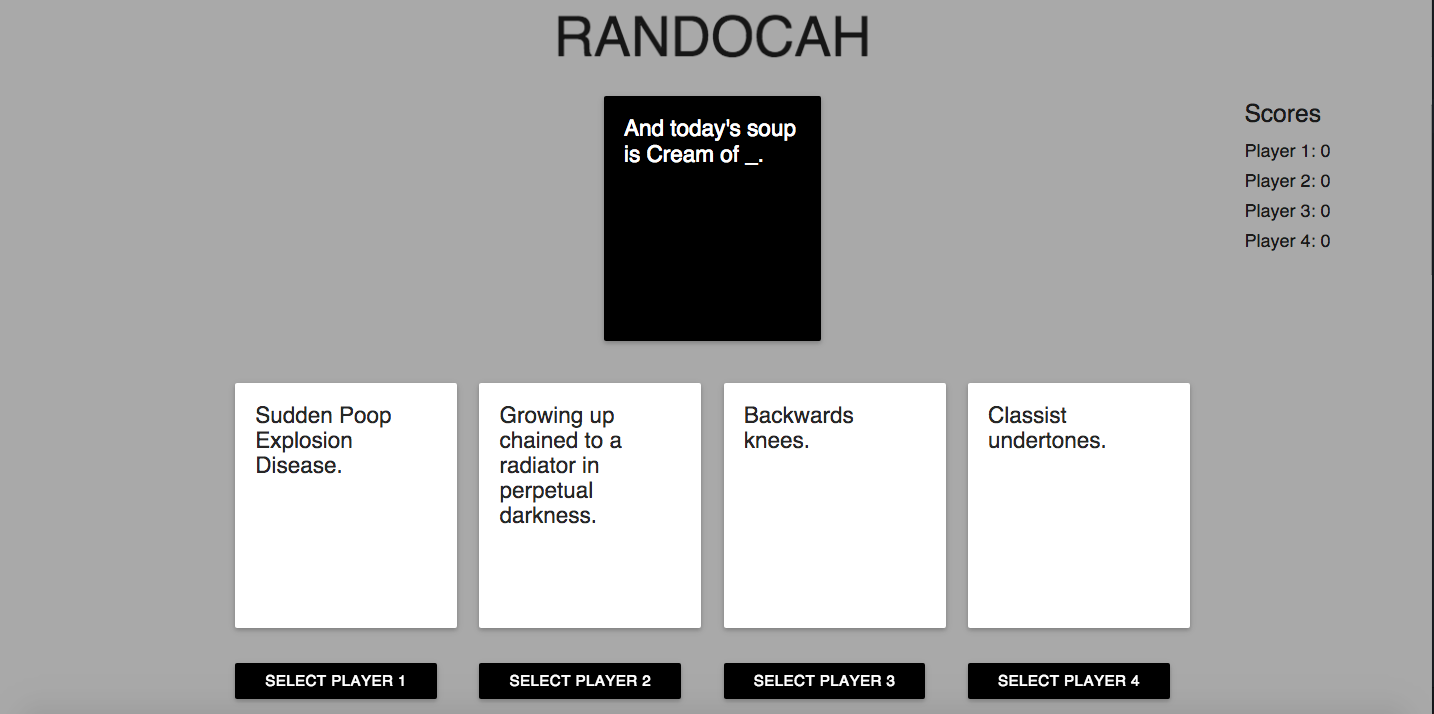 RANDOCAH
And today's soup
is Cream of _.
Scores
Player 1: 0
Player 2: 0
Player 3: 0
Player 4: 0
Sudden Poop
Explosion
Disease.
Growing up
chained to a
radiator in
perpetual
darkness.
Backwards
knees.
Classist
undertones.
SELECT PLAYER 1
SELECT PLAYER 2
SELECT PLAYER 3
SELECT PLAYER 4